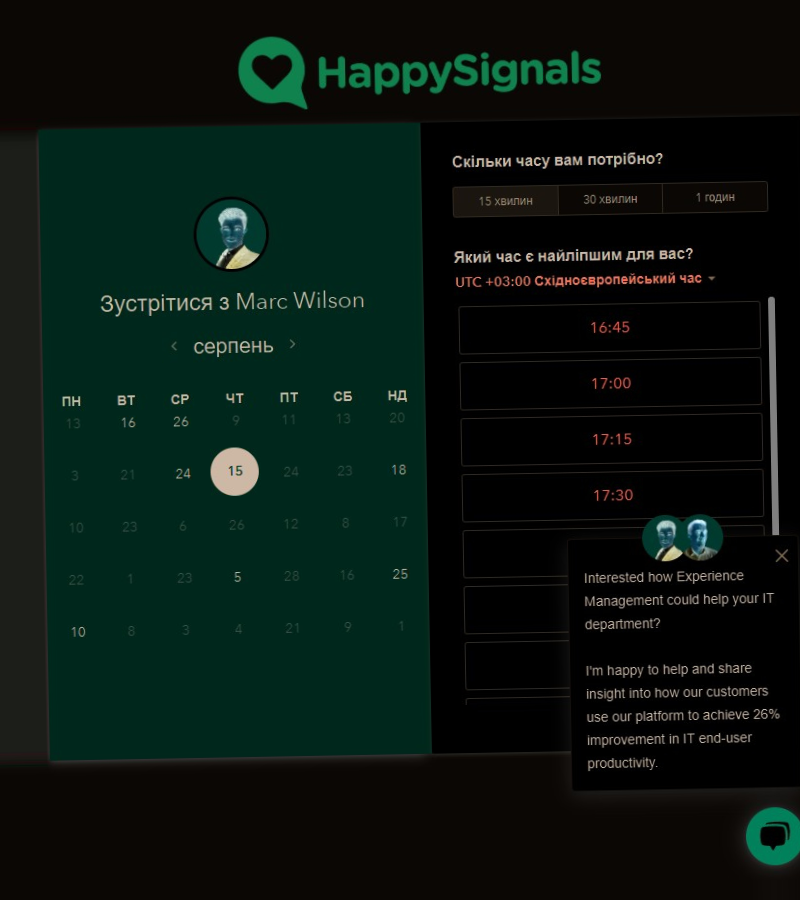 HappySignals
Зустрітися з Marc Wilson
серпень
ПН ВТ СР ЧТ ПТ СБ НД
13 16 26 9 11 13 20
3 21 24 15 24 23 18
10 23 6 26 12 8 17
22 1 23 5 28 16 25
10 8 3 4 21 9 1
Скільки часу вам потрібно?
15 хвилин 30 хвилин 1 годин
Який час є найліпшим для вас?
UTC +03:00 Східноєвропейський час
16:45
17:00
17:15
17:30
Interested how Experience
Management could help your IT
department?
I'm happy to help and share
insight into how our customers
use our platform to achieve 26%
improvement in IT end-user
productivity.